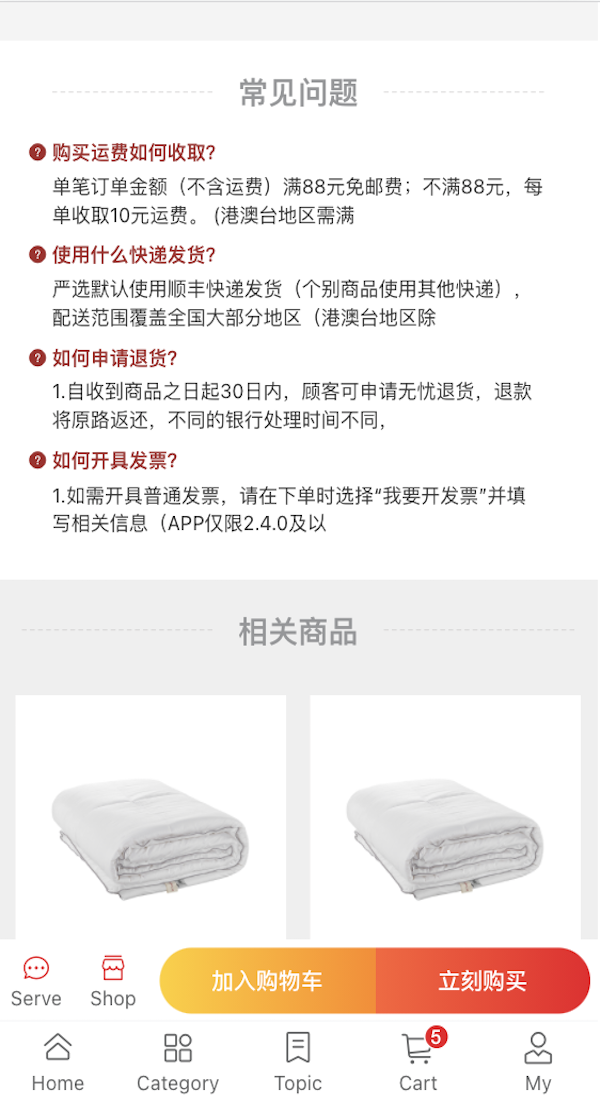 常见问题
购买运费如何收取?
单笔订单金额（不含运费）满88元免邮费；不满88元，每
单收取10元运费。 (港澳台地区需满
使用什么快递发货?
严选默认使用顺丰快递发货（个别商品使用其他快递），
配送范围覆盖全国大部分地区（港澳台地区除
如何申请退货?
1.自收到商品之日起30日内，顾客可申请无忧退货，退款
将原路返还，不同的银行处理时间不同，
如何开具发票?
1.如需开具普通发票，请在下单时选择“我要开发票”并填
写相关信息（APP仅限2.4.0及以
相关商品
Serve
Shop
加入购物车
立刻购买
5
Home
Category
Topic
Cart
My